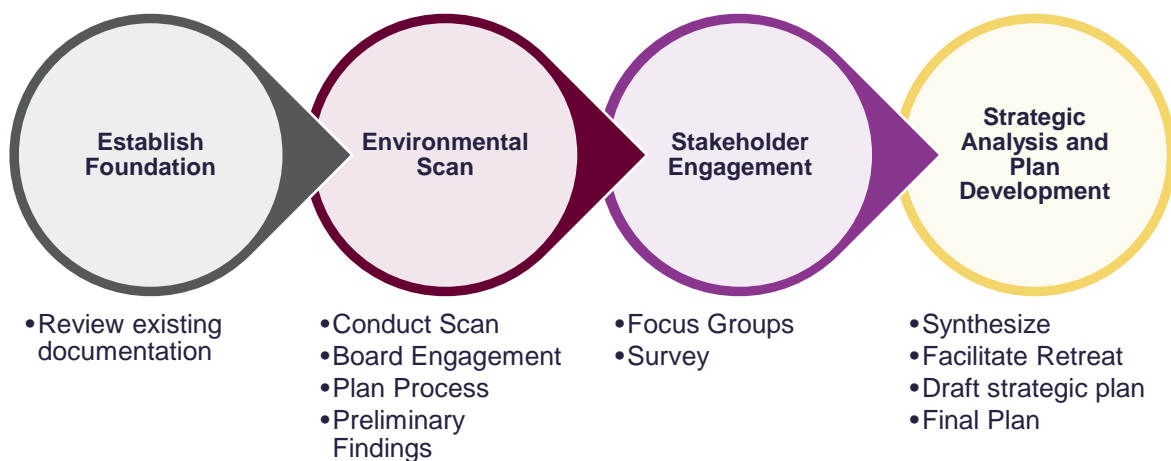 Establish
Foundation
•Review existing
documentation
Environmental
Scan
•Conduct Scan
•Board Engagement
•Plan Process
•Preliminary
Findings
Stakeholder
Engagement
•Focus Groups
•Survey
Strategic
Analysis and
Plan
Development
•Synthesize
•Facilitate Retreat
•Draft strategic plan
•Final Plan